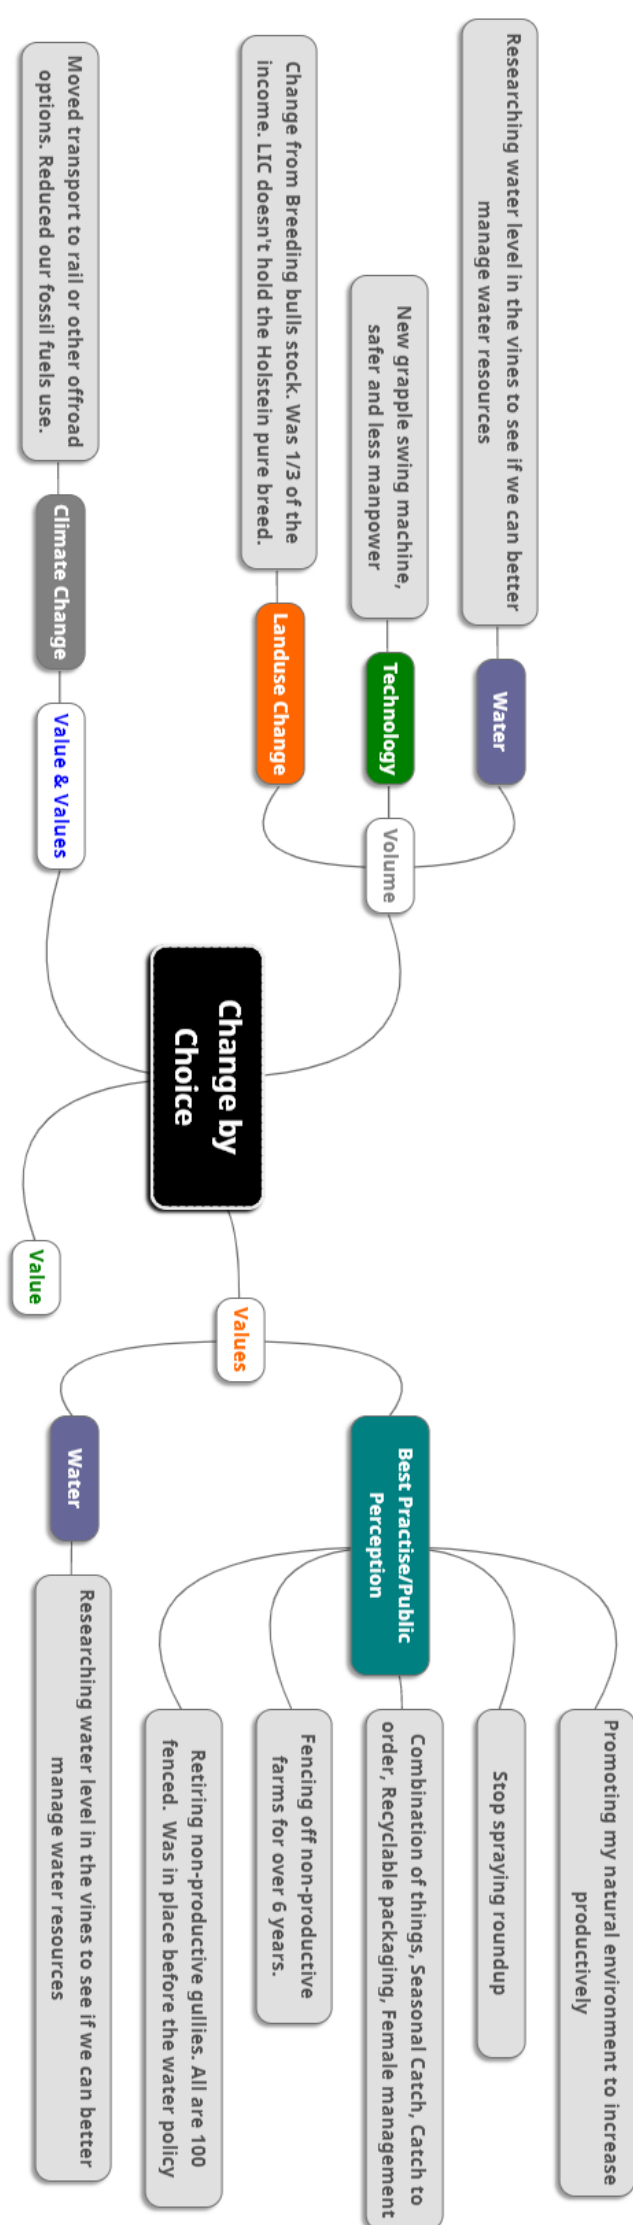 Researching water level in the vines to see if we can better
manage water resources
Water
New grapple swing machine,
safer and less manpower
Technology
Change from Breeding bulls stock. Was 1/3 of the
income. LIC doesn't hold the Holstein pure breed.
Landuse Change
Volume
Moved transport to rail or other offroad
options. Reduced our fossil fuels use.
Climate Change
Value & Values
Change by
Choice
Value
Values
Best Practise/Public
Perception
Promoting my natural environment to increase
productively
Stop spraying roundup
Combination of things, Seasonal Catch, Catch to
order, Recyclable packaging, Female management
Fencing off non-productive
farms for over 6 years.
Retiring non-productive gullies. All are 100
fenced. Was in place before the water policy
Water
Researching water level in the vines to see if we can better
manage water resources